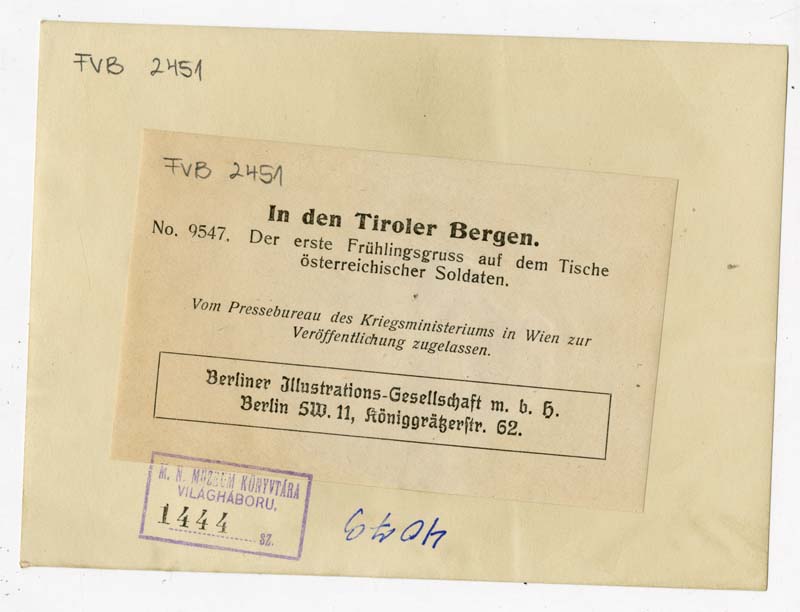 FVB 2451
FVB 2451
In den Tiroler Bergen.
No. 9547. Der erste Frühlingsgruss auf dem Tische
österreichischer Soldaten.
Vom Pressebureau des Kriegsministeriums in Wien zur
Veröffentlichung zugelassen.
Berliner Illustrations-Gesellschaft m. b. H.
Berlin SW. 11, Königgrätzerstr. 62.
M. N. MUZEUM KÖNYVTÁRA
VILÁGHÁBORU,
1444 SZ.